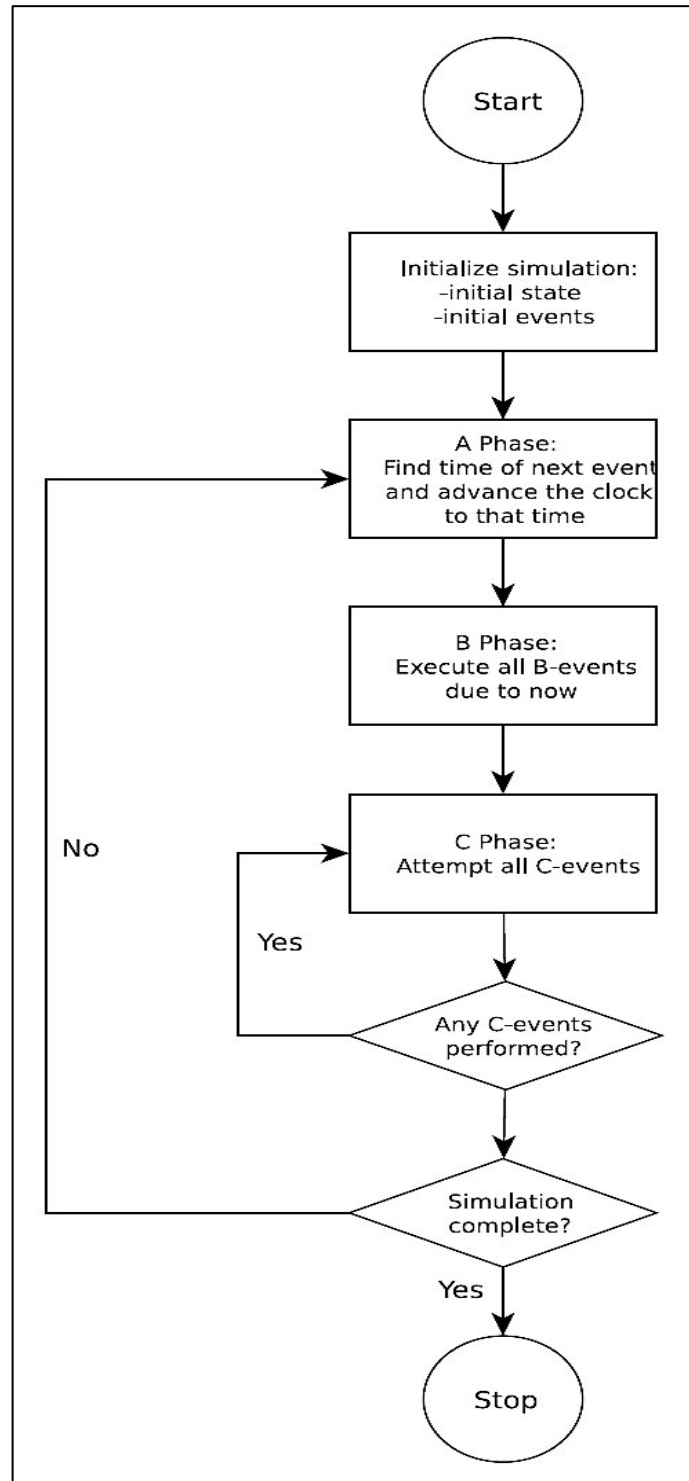 Start
Initialize simulation:
-initial state
-initial events
A Phase:
Find time of next event
and advance the clock
to that time
B Phase:
Execute all B-events
due to now
C Phase:
Attempt all C-events
No
Yes
Any C-events
performed?
Simulation
complete?
Yes
Stop